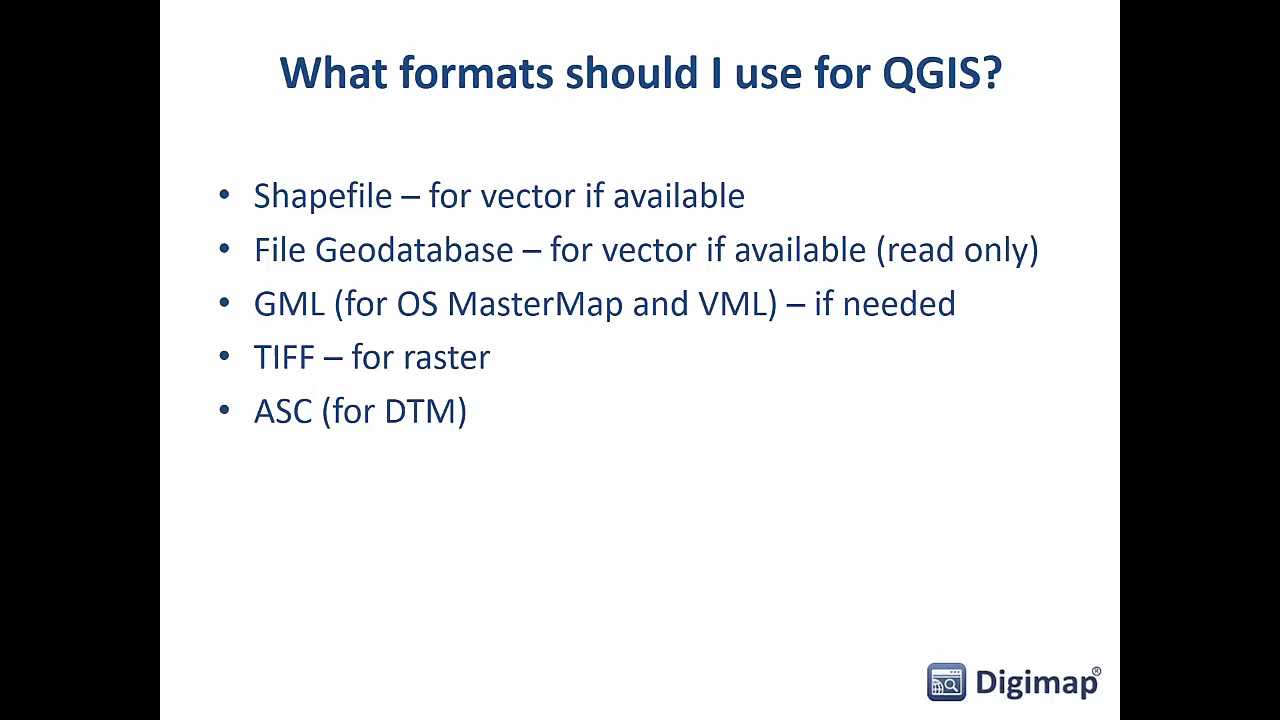 What formats should I use for QGIS?
• Shapefile – for vector if available
• File Geodatabase – for vector if available (read only)
• GML (for OS MasterMap and VML) – if needed
• TIFF – for raster
• ASC (for DTM)
Digimap®